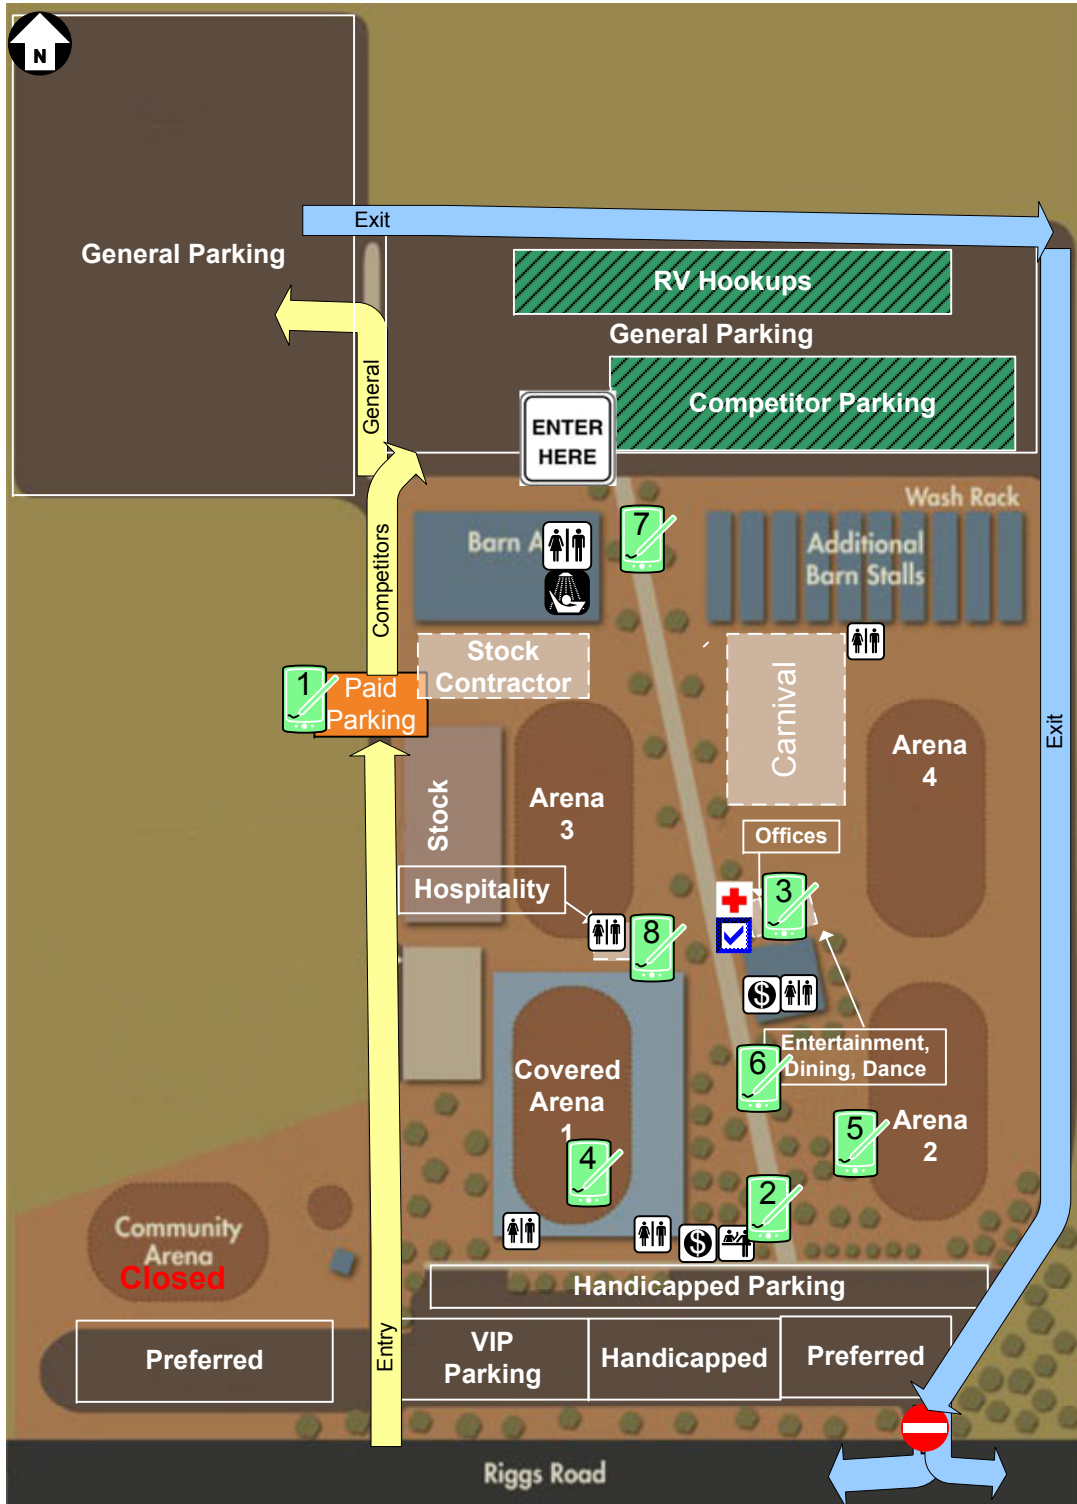 N
Exit
General Parking
RV Hookups
General Parking
General
Competitor Parking
ENTER
HERE
Wash Rack
Competitors
Barn A
7
Additional
Barn Stalls
Stock
Contractor
1
Paid
Parking
Carnival
Arena
4
Exit
Stock
Arena
3
Offices
Hospitality
3
8
$
Entertainment,
Dining, Dance
6
Covered
Arena
1
5
Arena
2
4
2
$
Community
Arena
Closed
Handicapped Parking
Entry
Preferred
VIP
Parking
Handicapped
Preferred
Riggs Road